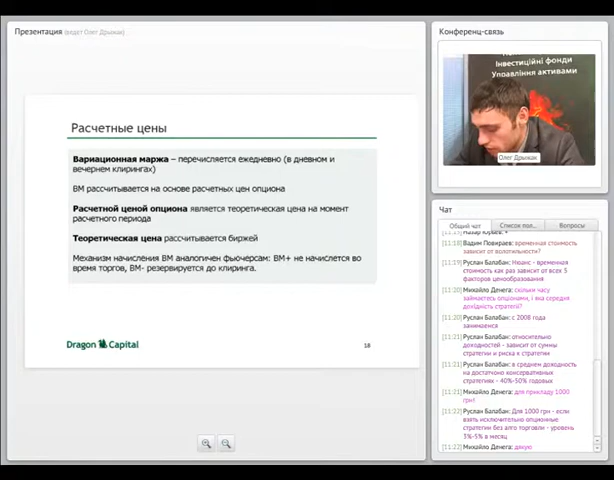 Презентация (ведет Олег Дрыжак)
Расчетные цены
Вариационная маржа – перечисляется ежедневно (в дневном и
вечернем клирингах)
ВМ рассчитывается на основе расчетных цен опциона
Расчетной ценой опциона является теоретическая цена на момент
расчетного периода
Теоретическая цена рассчитывается биржей
Механизм начисления ВМ аналогичен фьючерсам: ВМ+ не начислется во
время торгов, ВМ- резервируется до клиринга.
Dragon Capital
18
Конференц-связь
Інвестиційні фонди
Управління активами
Олег Дрыжак
Чат
Общий чат
Список пол...
Вопросы
[11:18] Вадим Повираев: временная стоимость
зависит от волотильности?
[11:19] Руслан Балабан: Нюанс - временная
стоимость как раз зависит от всех 5
факторов ценообразования
[11:20] Михайло Денега: скільки часу
займаєтесь опціонами, і яка середня
дохідність стратегії?
[11:20] Руслан Балабан: с 2008 года
занимаемся
[11:21] Руслан Балабан: относительно
доходностей - зависит от суммы
стратегии и риска к стратегии
[11:21] Руслан Балабан: в среднем доходность
на достаточно консервативных
стратегиях - 40%-50% годовых
[11:21] Михайло Денега: для прикладу 1000
грн!
[11:22] Руслан Балабан: Для 1000 грн - если
взять исключительно опционные
стратегии без алго торговли - уровень
3%-5% в месяц
[11:22] Михайло Денега: дякую